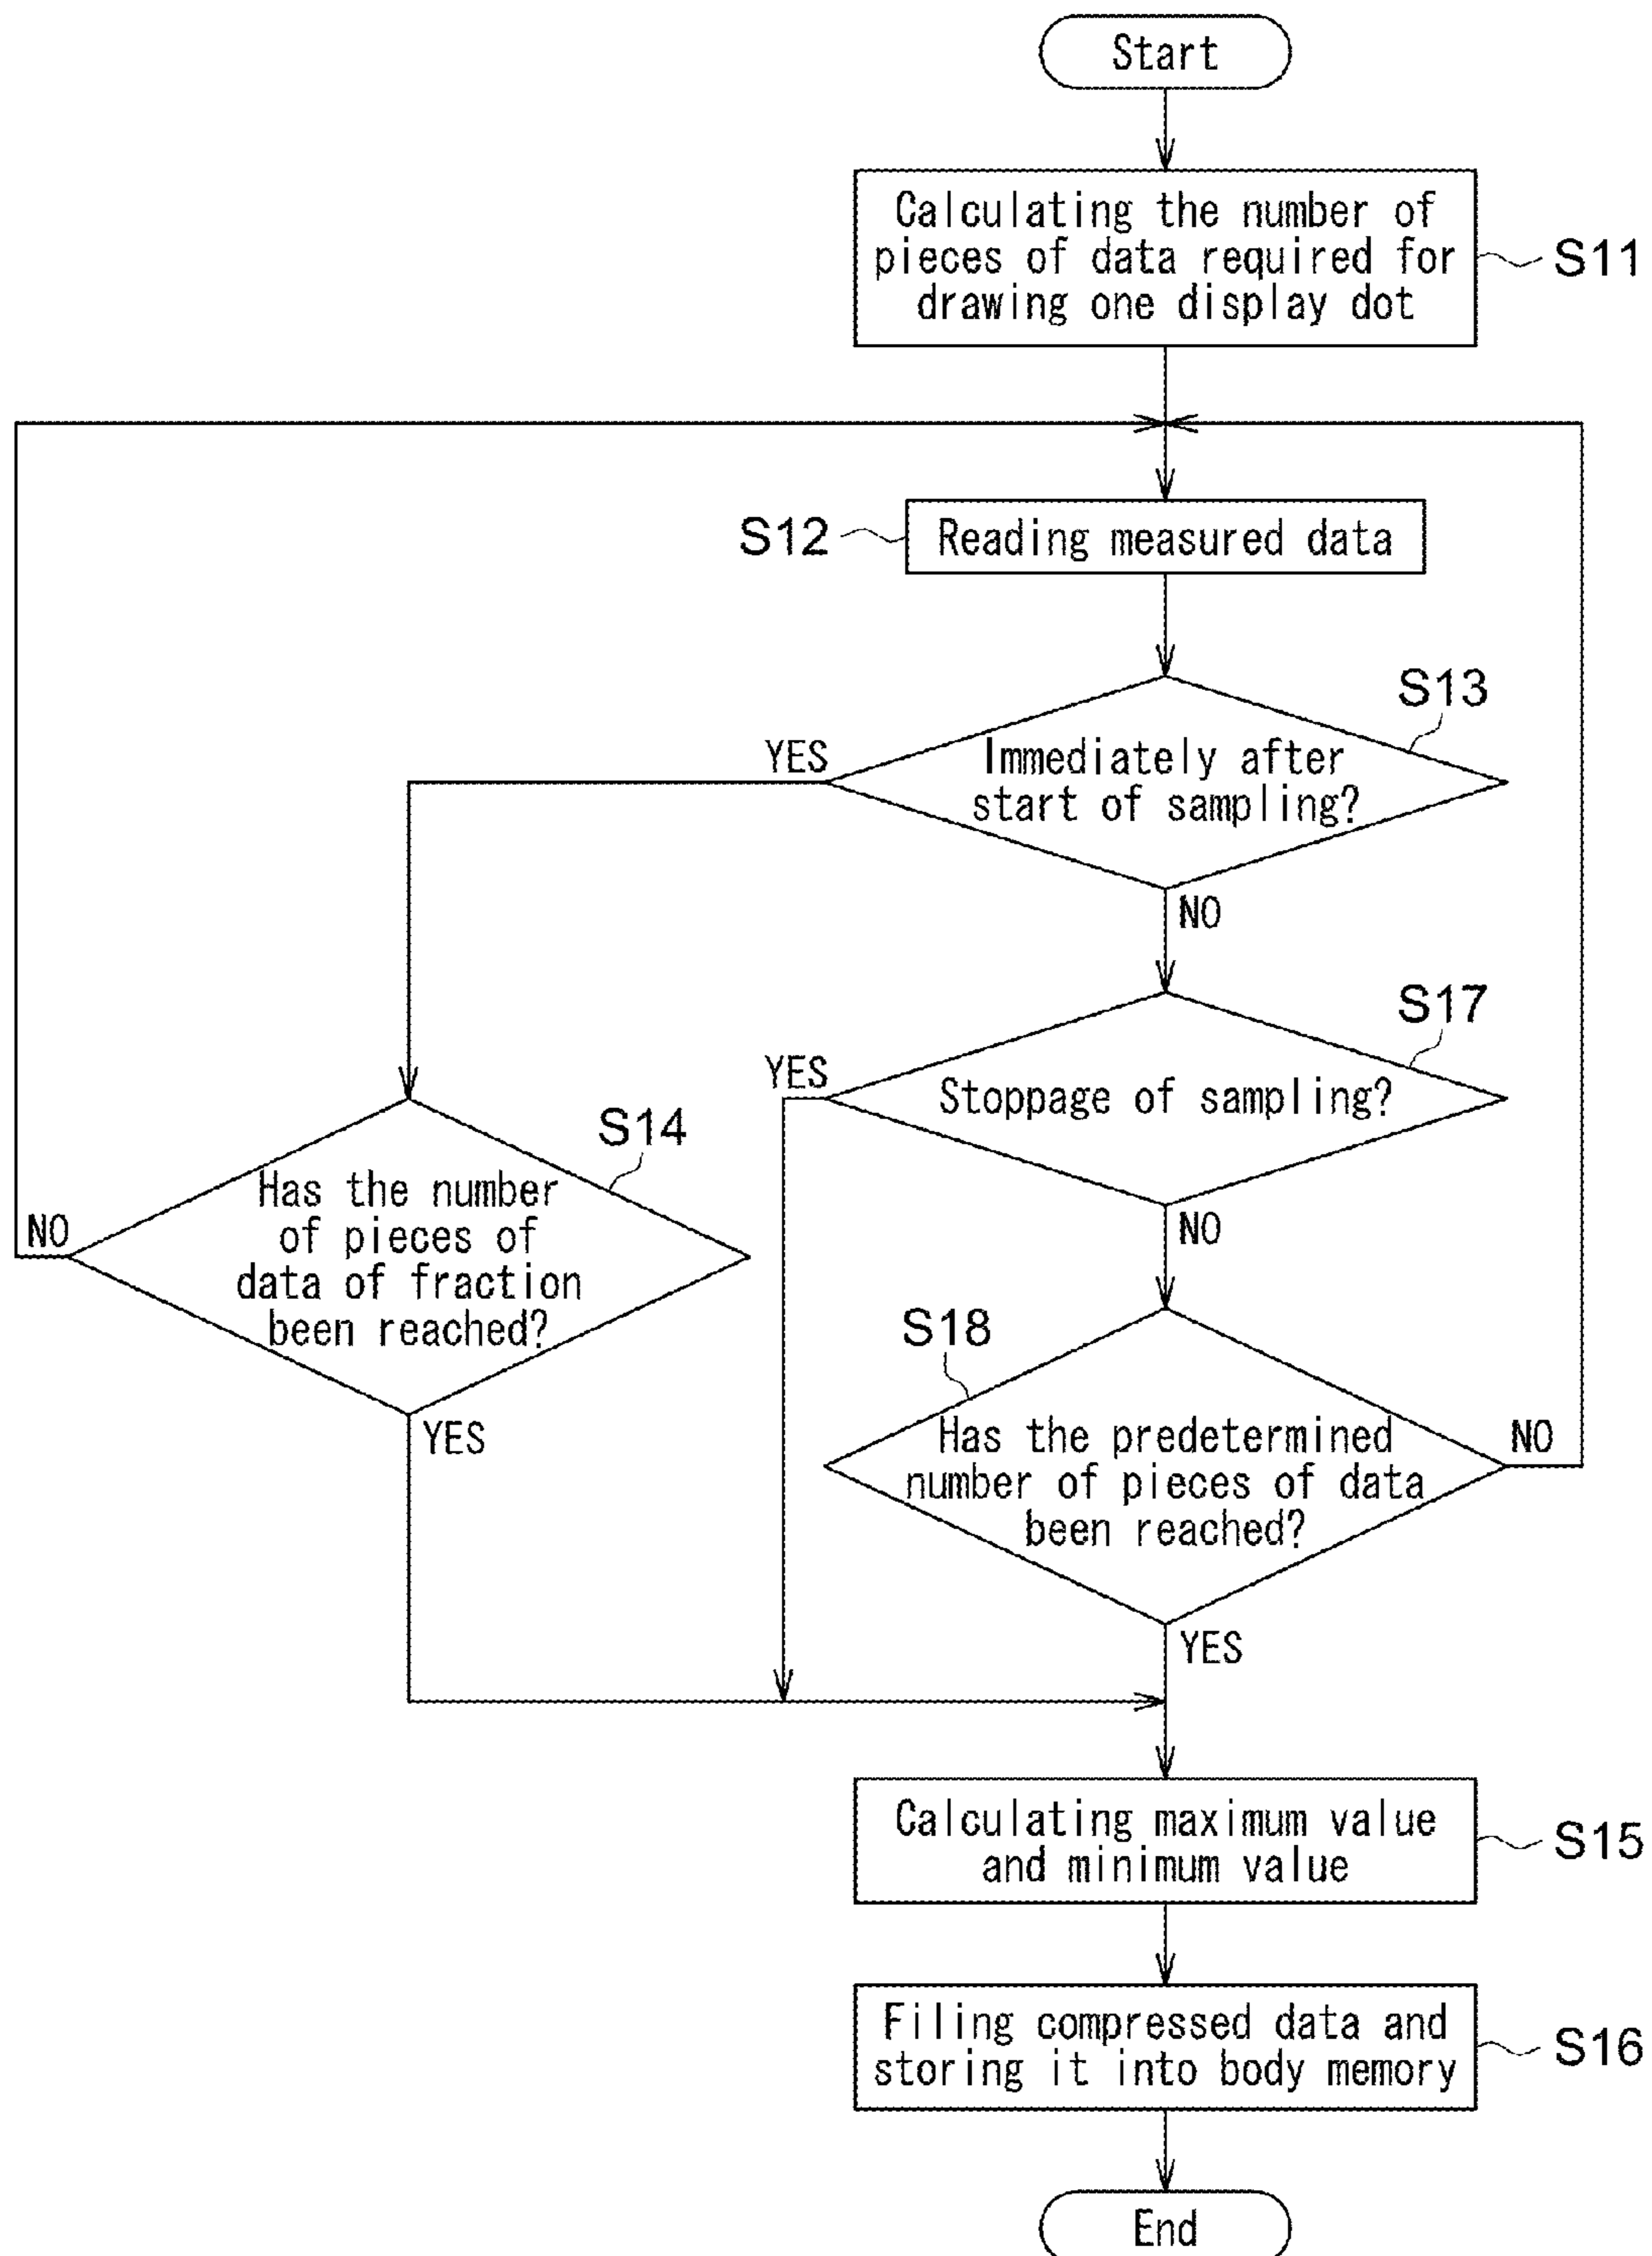 Start
Calculating the number of
pieces of data required for
drawing one display dot
S11
S12
Reading measured data
S13
YES
Immediately after
start of sampling?
NO
S17
YES
Stoppage of sampling?
NO
S14
Has the number
of pieces of
data of fraction
been reached?
NO
YES
S18
Has the predetermined
number of pieces of data
been reached?
NO
YES
Calculating maximum value
and minimum value
S15
Filing compressed data and
storing it into body memory
S16
End